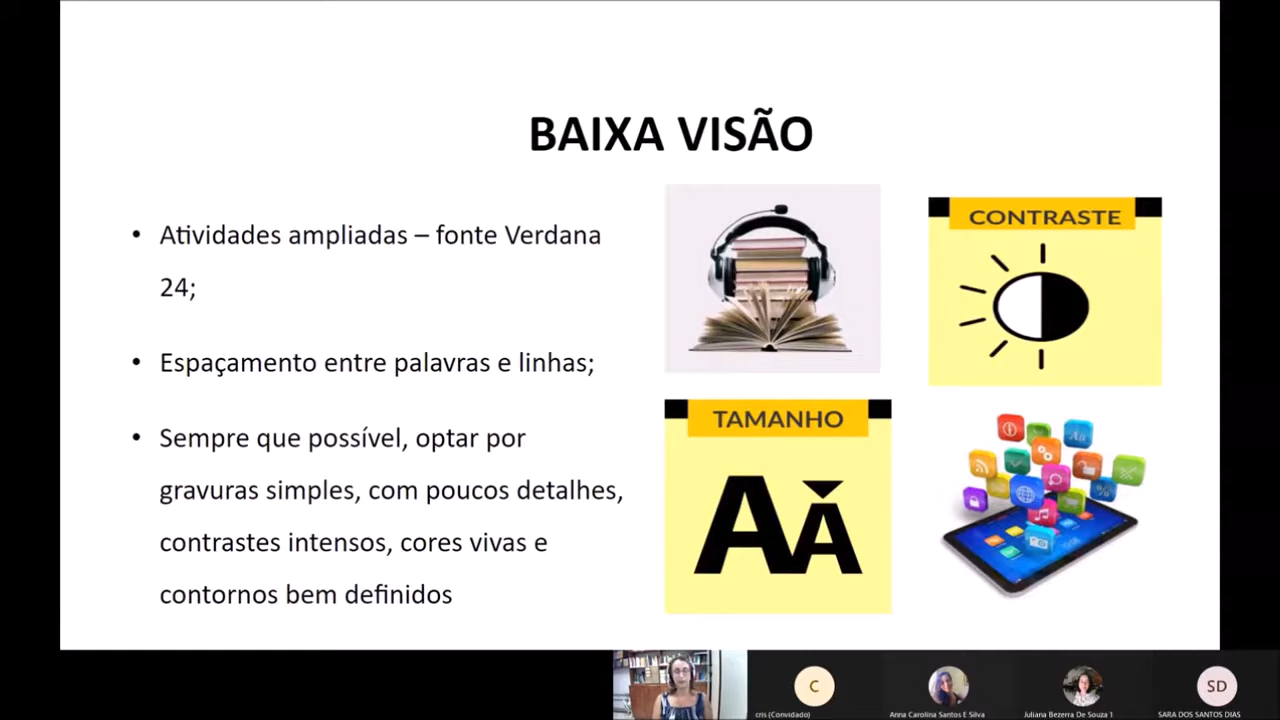 BAIXA VISÃO
• Atividades ampliadas – fonte Verdana
24;
• Espaçamento entre palavras e linhas;
• Sempre que possível, optar por
gravuras simples, com poucos detalhes,
contrastes intensos, cores vivas e
contornos bem definidos
CONTRASTE
TAMANHO
AA
Aa
%
C
SD
cris (Convidado)
Anna Carolina Santos E Silva
Juliana Bezerra De Souza 1
SARA DOS SANTOS DIAS